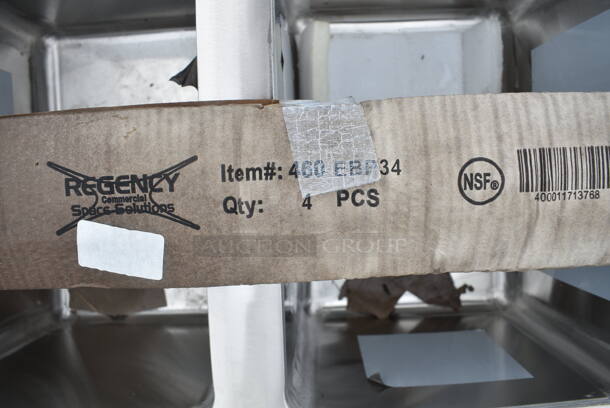 REGENCY
Commercial
Space Solutions
Item#: 460 EBP34
Qty: 4 PCS
NSF®
400011713768
AUCTION GROUP